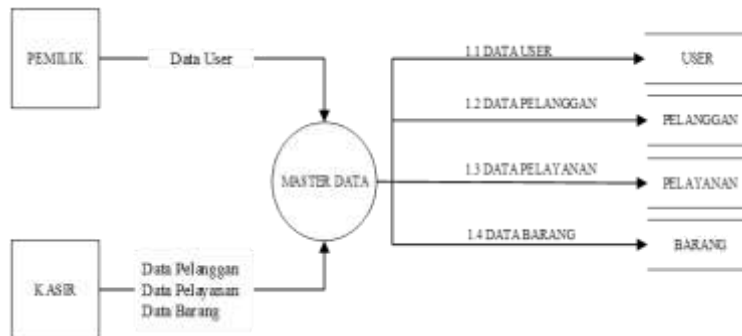 PEMILIK
Data User
1.1 DATA USER
USER
1.2 DATA PELANGGAN
PELANGGAN
MASTER DATA
1.3 DATA PELAYANAN
PELAYANAN
1.4 DATA BARANG
BARANG
KASIR
Data Pelanggan
Data Pelayanan
Data Barang